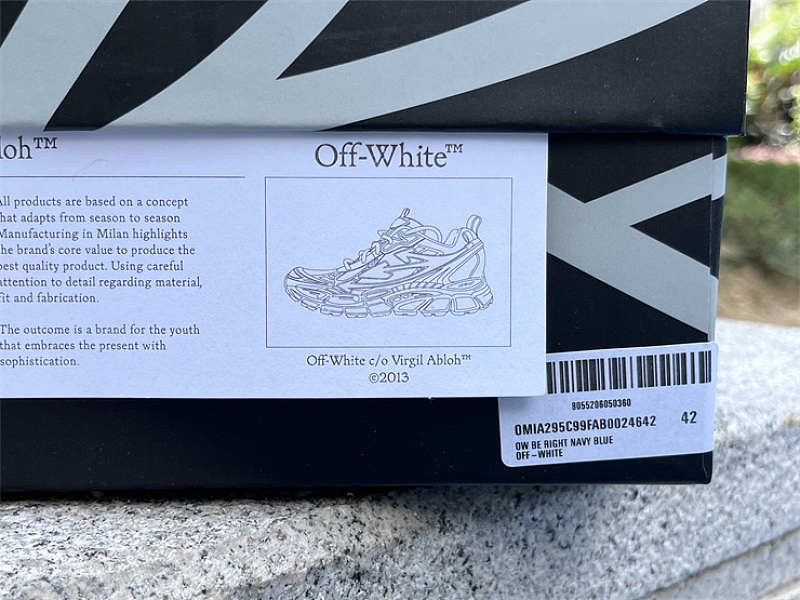 loh™
All products are based on a concept
that adapts from season to season
Manufacturing in Milan highlights
the brand's core value to produce the
best quality product. Using careful
attention to detail regarding material,
fit and fabrication.
The outcome is a brand for the youth
that embraces the present with
sophistication.
Off-White™
Off-White c/o Virgil Abloh™
©2013
8055206050360
OMIA295C99FAB0024642 42
OW BE RIGHT NAVY BLUE
OFF-WHITE